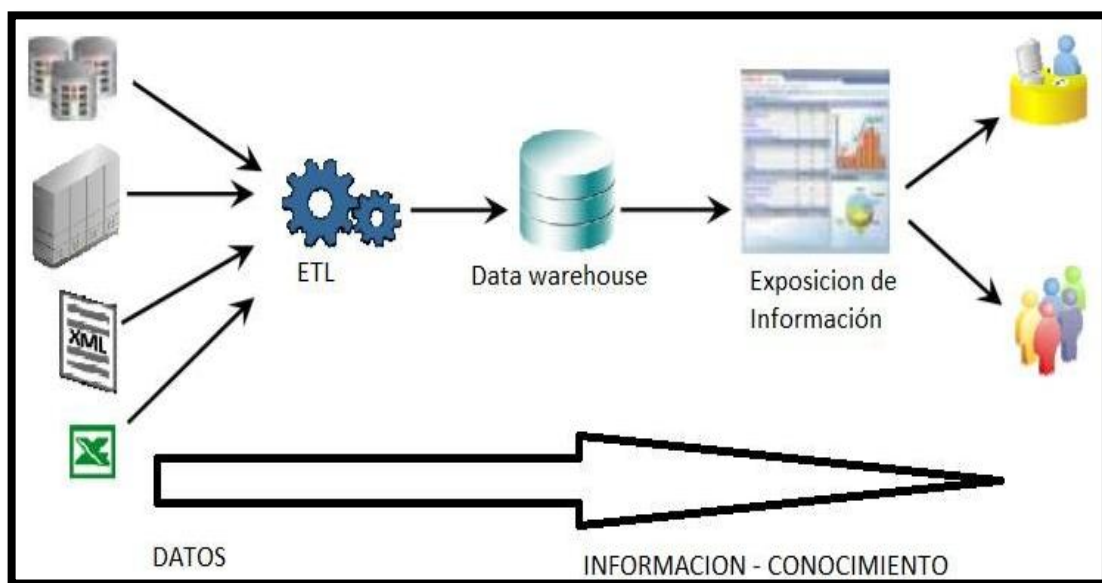 XML
ETL
Data warehouse
Exposicion de
Información
DATOS
INFORMACION - CONOCIMIENTO